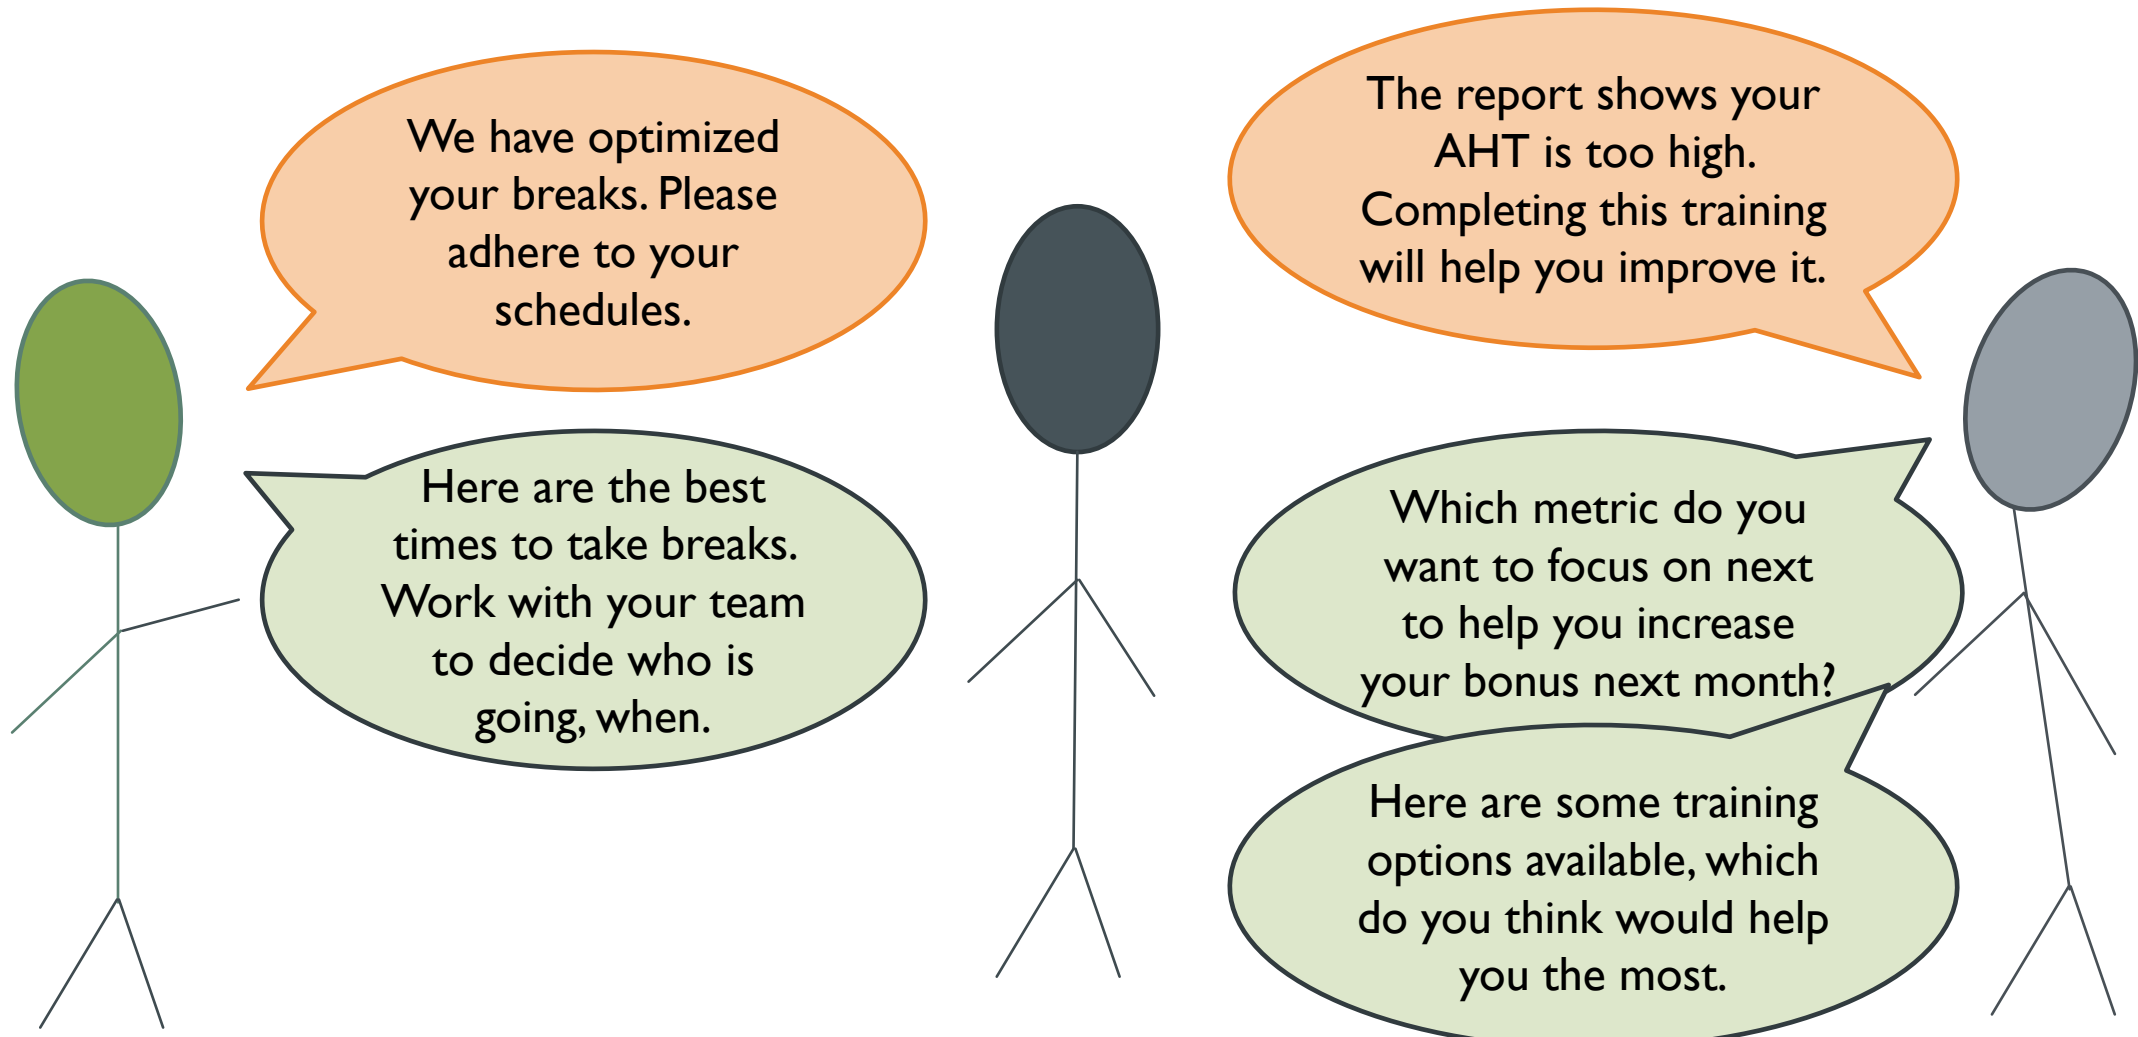 We have optimized
your breaks. Please
adhere to your
schedules.
The report shows your
AHT is too high.
Completing this training
will help you improve it.
Here are the best
times to take breaks.
Work with your team
to decide who is
going, when.
Which metric do you
want to focus on next
to help you increase
your bonus next month?
Here are some training
options available, which
do you think would help
you the most.